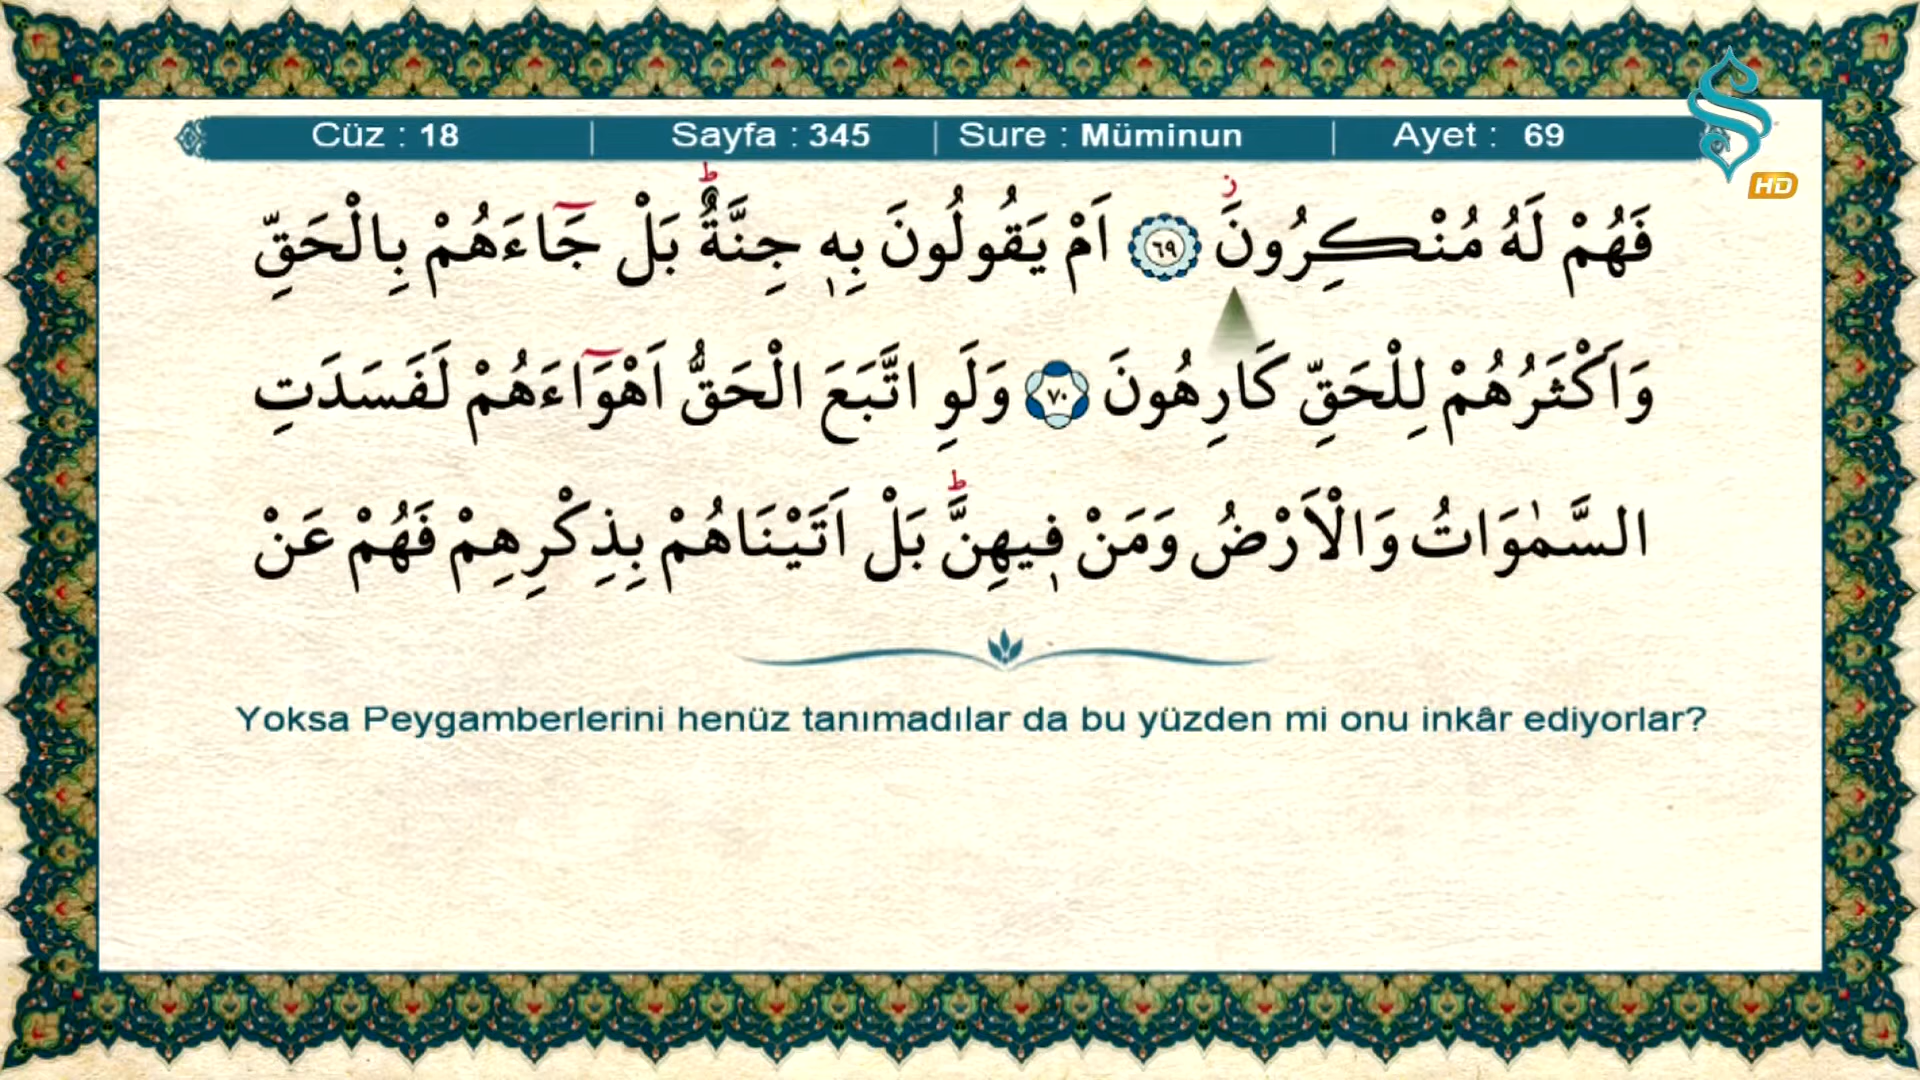 Cüz : 18 | Sayfa : 345 | Sure : Müminun | Ayet : 69
HD
فَهُمْ لَهُ مُنْكِرُونَۘ ﴿٦٩﴾ اَمْ يَقُولُونَ بِه۪ جِنَّةٌۜ بَلْ جَٓاءَهُمْ بِالْحَقِّ
وَاَكْثَرُهُمْ لِلْحَقِّ كَارِهُونَ ﴿٧٠﴾ وَلَوِ اتَّبَعَ الْحَقُّ اَهْوَٓاءَهُمْ لَفَسَدَتِ
السَّمٰوَاتُ وَالْاَرْضُ وَمَنْ ف۪يهِنَّۜ بَلْ اَتَيْنَاهُمْ بِذِكْرِهِمْ فَهُمْ عَنْ
Yoksa Peygamberlerini henüz tanımadılar da bu yüzden mi onu inkâr ediyorlar?